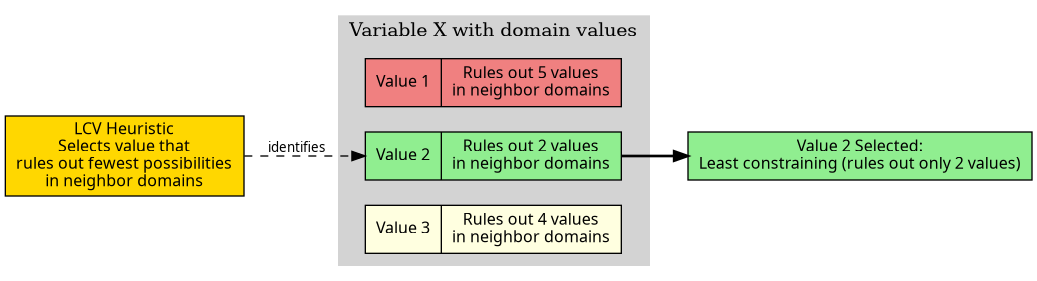 Variable X with domain values
Value 1
Rules out 5 values
in neighbor domains
LCV Heuristic
Selects value that
rules out fewest possibilities
in neighbor domains
identifies
Value 2
Rules out 2 values
in neighbor domains
Value 2 Selected:
Least constraining (rules out only 2 values)
Value 3
Rules out 4 values
in neighbor domains